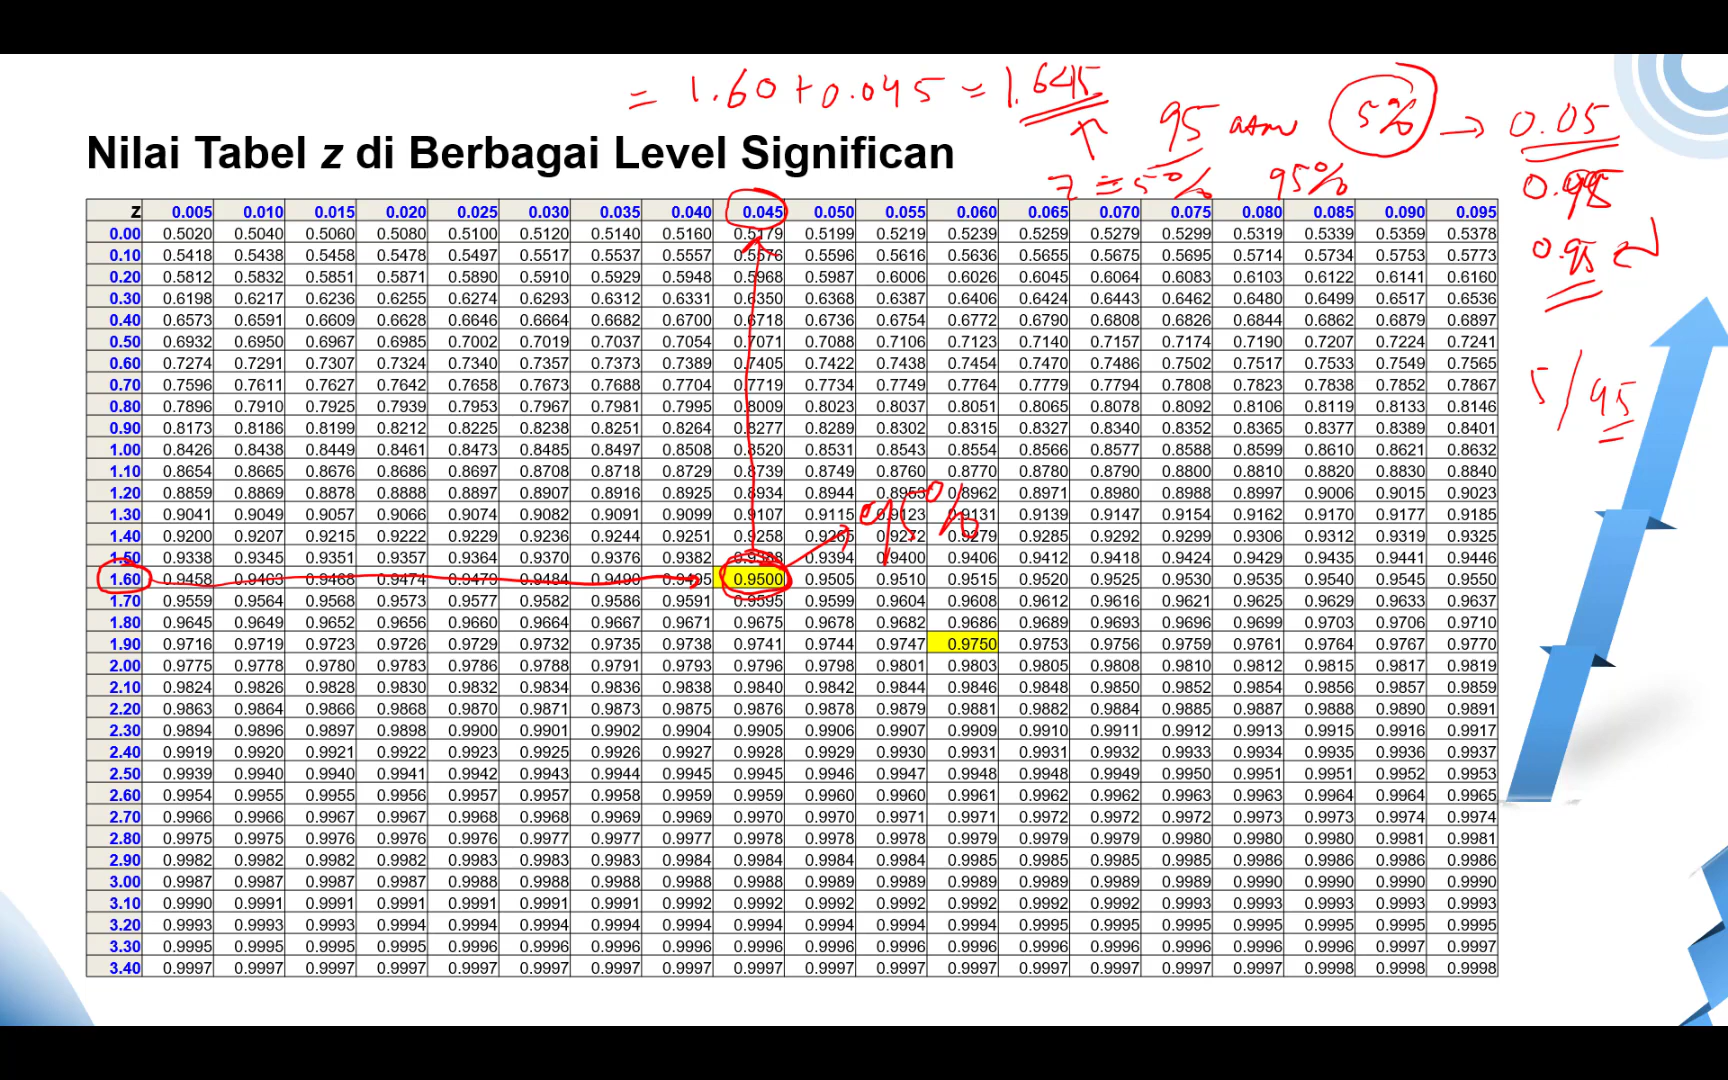 = 1.60 + 0.045 = 1.645
95 atau 5% → 0.05
Nilai Tabel z di Berbagai Level Significan
z = 5% 95%
0.95
0.95
5/95
95%
Z 0.005 0.010 0.015 0.020 0.025 0.030 0.035 0.040 0.045 0.050 0.055 0.060 0.065 0.070 0.075 0.080 0.085 0.090 0.095
0.00 0.5020 0.5040 0.5060 0.5080 0.5100 0.5120 0.5140 0.5160 0.5179 0.5199 0.5219 0.5239 0.5259 0.5279 0.5299 0.5319 0.5339 0.5359 0.5378
0.10 0.5418 0.5438 0.5458 0.5478 0.5497 0.5517 0.5537 0.5557 0.5576 0.5596 0.5616 0.5636 0.5655 0.5675 0.5695 0.5714 0.5734 0.5753 0.5773
0.20 0.5812 0.5832 0.5851 0.5871 0.5890 0.5910 0.5929 0.5948 0.5968 0.5987 0.6006 0.6026 0.6045 0.6064 0.6083 0.6103 0.6122 0.6141 0.6160
0.30 0.6198 0.6217 0.6236 0.6255 0.6274 0.6293 0.6312 0.6331 0.6350 0.6368 0.6387 0.6406 0.6424 0.6443 0.6462 0.6480 0.6499 0.6517 0.6536
0.40 0.6573 0.6591 0.6609 0.6628 0.6646 0.6664 0.6682 0.6700 0.6718 0.6736 0.6754 0.6772 0.6790 0.6808 0.6826 0.6844 0.6862 0.6879 0.6897
0.50 0.6932 0.6950 0.6967 0.6985 0.7002 0.7019 0.7037 0.7054 0.7071 0.7088 0.7106 0.7123 0.7140 0.7157 0.7174 0.7190 0.7207 0.7224 0.7241
0.60 0.7274 0.7291 0.7307 0.7324 0.7340 0.7357 0.7373 0.7389 0.7405 0.7422 0.7438 0.7454 0.7470 0.7486 0.7502 0.7517 0.7533 0.7549 0.7565
0.70 0.7596 0.7611 0.7627 0.7642 0.7658 0.7673 0.7688 0.7704 0.7719 0.7734 0.7749 0.7764 0.7779 0.7794 0.7808 0.7823 0.7838 0.7852 0.7867
0.80 0.7896 0.7910 0.7925 0.7939 0.7953 0.7967 0.7981 0.7995 0.8009 0.8023 0.8037 0.8051 0.8065 0.8078 0.8092 0.8106 0.8119 0.8133 0.8146
0.90 0.8173 0.8186 0.8199 0.8212 0.8225 0.8238 0.8251 0.8264 0.8277 0.8289 0.8302 0.8315 0.8327 0.8340 0.8352 0.8365 0.8377 0.8389 0.8401
1.00 0.8426 0.8438 0.8449 0.8461 0.8473 0.8485 0.8497 0.8508 0.8520 0.8531 0.8543 0.8554 0.8566 0.8577 0.8588 0.8599 0.8610 0.8621 0.8632
1.10 0.8654 0.8665 0.8676 0.8686 0.8697 0.8708 0.8718 0.8729 0.8739 0.8749 0.8760 0.8770 0.8780 0.8790 0.8800 0.8810 0.8820 0.8830 0.8840
1.20 0.8859 0.8869 0.8878 0.8888 0.8897 0.8907 0.8916 0.8925 0.8934 0.8944 0.8953 0.8962 0.8971 0.8980 0.8988 0.8997 0.9006 0.9015 0.9023
1.30 0.9041 0.9049 0.9057 0.9066 0.9074 0.9082 0.9091 0.9099 0.9107 0.9115 0.9123 0.9131 0.9139 0.9147 0.9154 0.9162 0.9170 0.9177 0.9185
1.40 0.9200 0.9207 0.9215 0.9222 0.9229 0.9236 0.9244 0.9251 0.9258 0.9265 0.9272 0.9279 0.9285 0.9292 0.9299 0.9306 0.9312 0.9319 0.9325
1.50 0.9338 0.9345 0.9351 0.9357 0.9364 0.9370 0.9376 0.9382 0.9388 0.9394 0.9400 0.9406 0.9412 0.9418 0.9424 0.9429 0.9435 0.9441 0.9446
1.60 0.9458 0.9463 0.9468 0.9474 0.9479 0.9484 0.9490 0.9495 0.9500 0.9505 0.9510 0.9515 0.9520 0.9525 0.9530 0.9535 0.9540 0.9545 0.9550
1.70 0.9559 0.9564 0.9568 0.9573 0.9577 0.9582 0.9586 0.9591 0.9595 0.9599 0.9604 0.9608 0.9612 0.9616 0.9621 0.9625 0.9629 0.9633 0.9637
1.80 0.9645 0.9649 0.9652 0.9656 0.9660 0.9664 0.9667 0.9671 0.9675 0.9678 0.9682 0.9686 0.9689 0.9693 0.9696 0.9699 0.9703 0.9706 0.9710
1.90 0.9716 0.9719 0.9723 0.9726 0.9729 0.9732 0.9735 0.9738 0.9741 0.9744 0.9747 0.9750 0.9753 0.9756 0.9759 0.9761 0.9764 0.9767 0.9770
2.00 0.9775 0.9778 0.9780 0.9783 0.9786 0.9788 0.9791 0.9793 0.9796 0.9798 0.9801 0.9803 0.9805 0.9808 0.9810 0.9812 0.9815 0.9817 0.9819
2.10 0.9824 0.9826 0.9828 0.9830 0.9832 0.9834 0.9836 0.9838 0.9840 0.9842 0.9844 0.9846 0.9848 0.9850 0.9852 0.9854 0.9856 0.9857 0.9859
2.20 0.9863 0.9864 0.9866 0.9868 0.9870 0.9871 0.9873 0.9875 0.9876 0.9878 0.9879 0.9881 0.9882 0.9884 0.9885 0.9887 0.9888 0.9890 0.9891
2.30 0.9894 0.9896 0.9897 0.9898 0.9900 0.9901 0.9902 0.9904 0.9905 0.9906 0.9907 0.9909 0.9910 0.9911 0.9912 0.9913 0.9915 0.9916 0.9917
2.40 0.9919 0.9920 0.9921 0.9922 0.9923 0.9925 0.9926 0.9927 0.9928 0.9929 0.9930 0.9931 0.9931 0.9932 0.9933 0.9934 0.9935 0.9936 0.9937
2.50 0.9939 0.9940 0.9940 0.9941 0.9942 0.9943 0.9944 0.9945 0.9945 0.9946 0.9947 0.9948 0.9948 0.9949 0.9950 0.9951 0.9951 0.9952 0.9953
2.60 0.9954 0.9955 0.9955 0.9956 0.9957 0.9957 0.9958 0.9959 0.9959 0.9960 0.9960 0.9961 0.9962 0.9962 0.9963 0.9963 0.9964 0.9964 0.9965
2.70 0.9966 0.9966 0.9967 0.9967 0.9968 0.9968 0.9969 0.9969 0.9970 0.9970 0.9971 0.9971 0.9972 0.9972 0.9972 0.9973 0.9973 0.9974 0.9974
2.80 0.9975 0.9975 0.9976 0.9976 0.9976 0.9977 0.9977 0.9977 0.9978 0.9978 0.9978 0.9979 0.9979 0.9979 0.9980 0.9980 0.9980 0.9981 0.9981
2.90 0.9982 0.9982 0.9982 0.9982 0.9983 0.9983 0.9983 0.9984 0.9984 0.9984 0.9984 0.9985 0.9985 0.9985 0.9985 0.9986 0.9986 0.9986 0.9986
3.00 0.9987 0.9987 0.9987 0.9987 0.9988 0.9988 0.9988 0.9988 0.9988 0.9989 0.9989 0.9989 0.9989 0.9989 0.9990 0.9990 0.9990 0.9990 0.9990
3.10 0.9990 0.9991 0.9991 0.9991 0.9991 0.9991 0.9991 0.9992 0.9992 0.9992 0.9992 0.9992 0.9992 0.9992 0.9993 0.9993 0.9993 0.9993 0.9993
3.20 0.9993 0.9993 0.9993 0.9994 0.9994 0.9994 0.9994 0.9994 0.9994 0.9994 0.9994 0.9994 0.9995 0.9995 0.9995 0.9995 0.9995 0.9995 0.9995
3.30 0.9995 0.9995 0.9995 0.9995 0.9996 0.9996 0.9996 0.9996 0.9996 0.9996 0.9996 0.9996 0.9996 0.9996 0.9996 0.9996 0.9996 0.9997 0.9997
3.40 0.9997 0.9997 0.9997 0.9997 0.9997 0.9997 0.9997 0.9997 0.9997 0.9997 0.9997 0.9997 0.9997 0.9997 0.9997 0.9997 0.9998 0.9998 0.9998